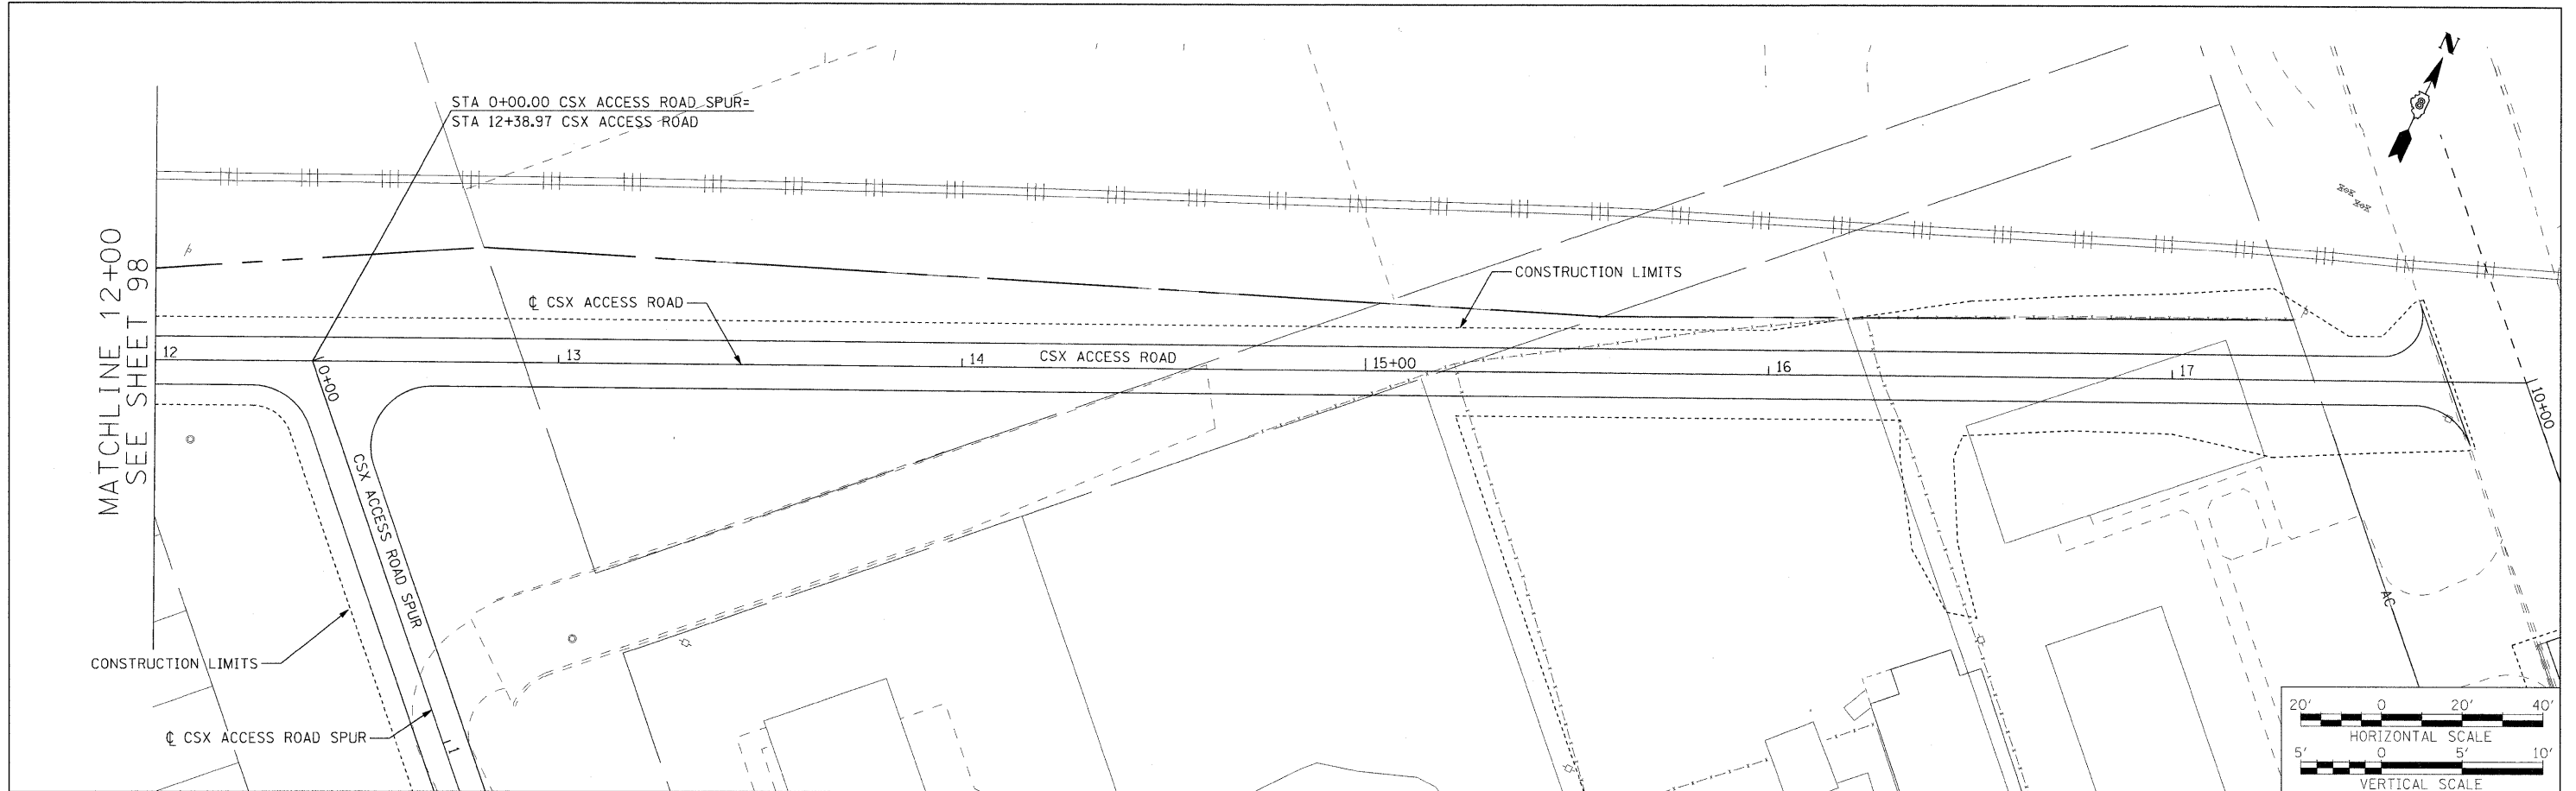 N
STA 0+00.00 CSX ACCESS ROAD SPUR=
STA 12+38.97 CSX ACCESS ROAD
MATCHLINE 12+00
SEE SHEET 98
CONSTRUCTION LIMITS
℄ CSX ACCESS ROAD
12
13
14
CSX ACCESS ROAD
15+00
16
17
0+00
10+00
CSX ACCESS ROAD SPUR
AC
CONSTRUCTION LIMITS
℄ CSX ACCESS ROAD SPUR
1
20' 0 20' 40'
HORIZONTAL SCALE
5' 0 5' 10'
VERTICAL SCALE